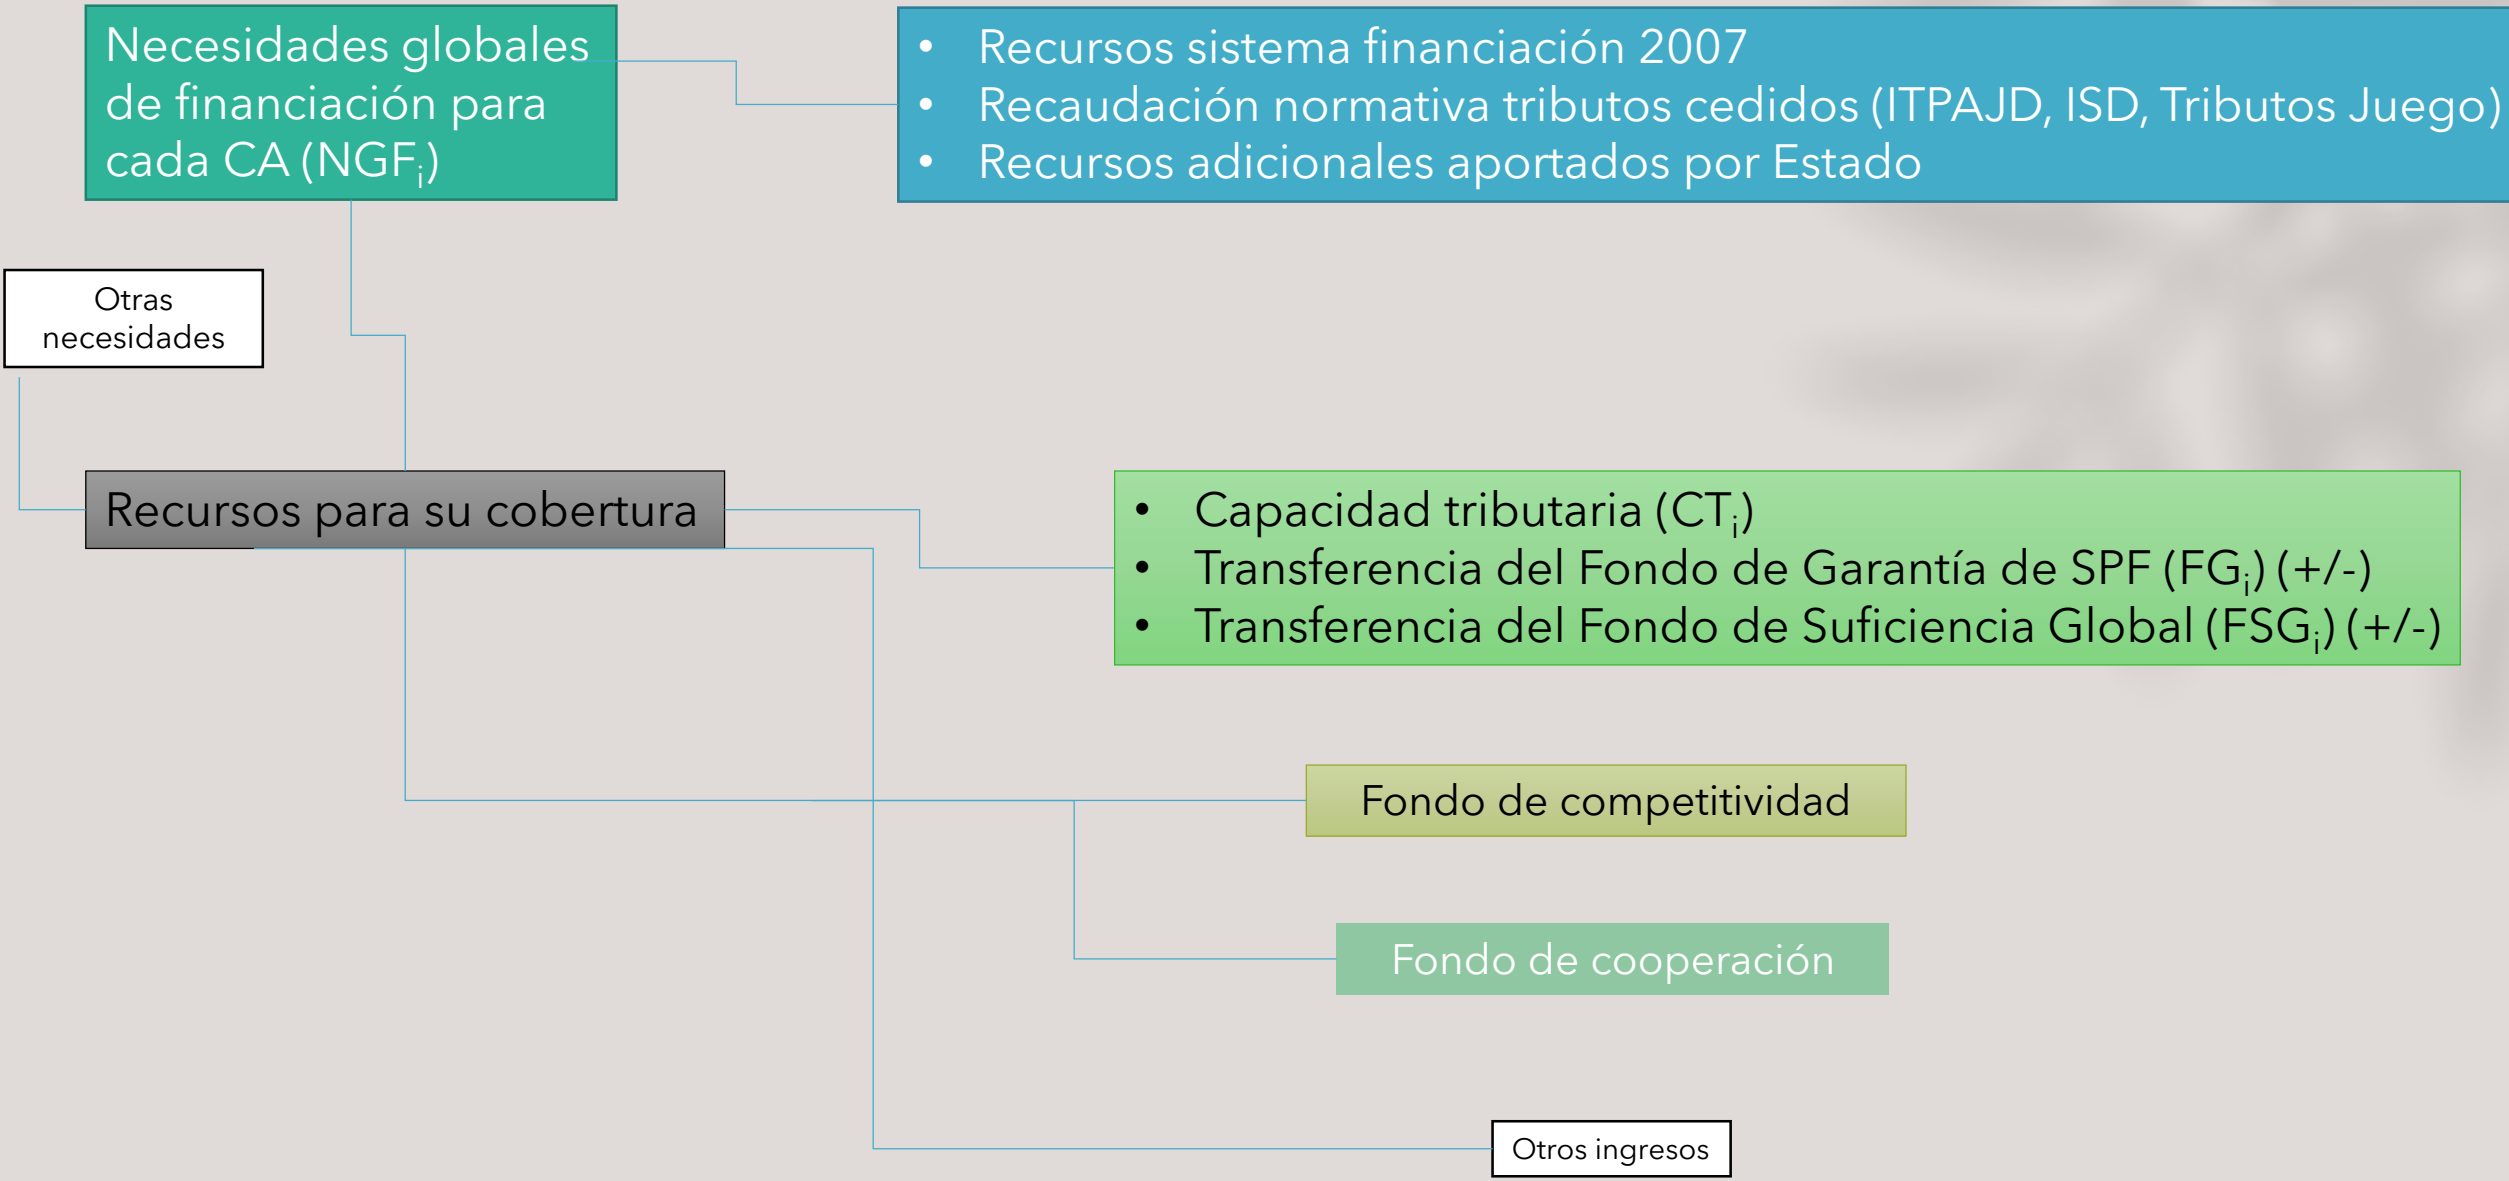 Necesidades globales
de financiación para
cada CA (NGFi)
• Recursos sistema financiación 2007
• Recaudación normativa tributos cedidos (ITPAJD, ISD, Tributos Juego)
• Recursos adicionales aportados por Estado
Otras
necesidades
Recursos para su cobertura
• Capacidad tributaria (CTi)
• Transferencia del Fondo de Garantía de SPF (FGi) (+/-)
• Transferencia del Fondo de Suficiencia Global (FSGi) (+/-)
Fondo de competitividad
Fondo de cooperación
Otros ingresos